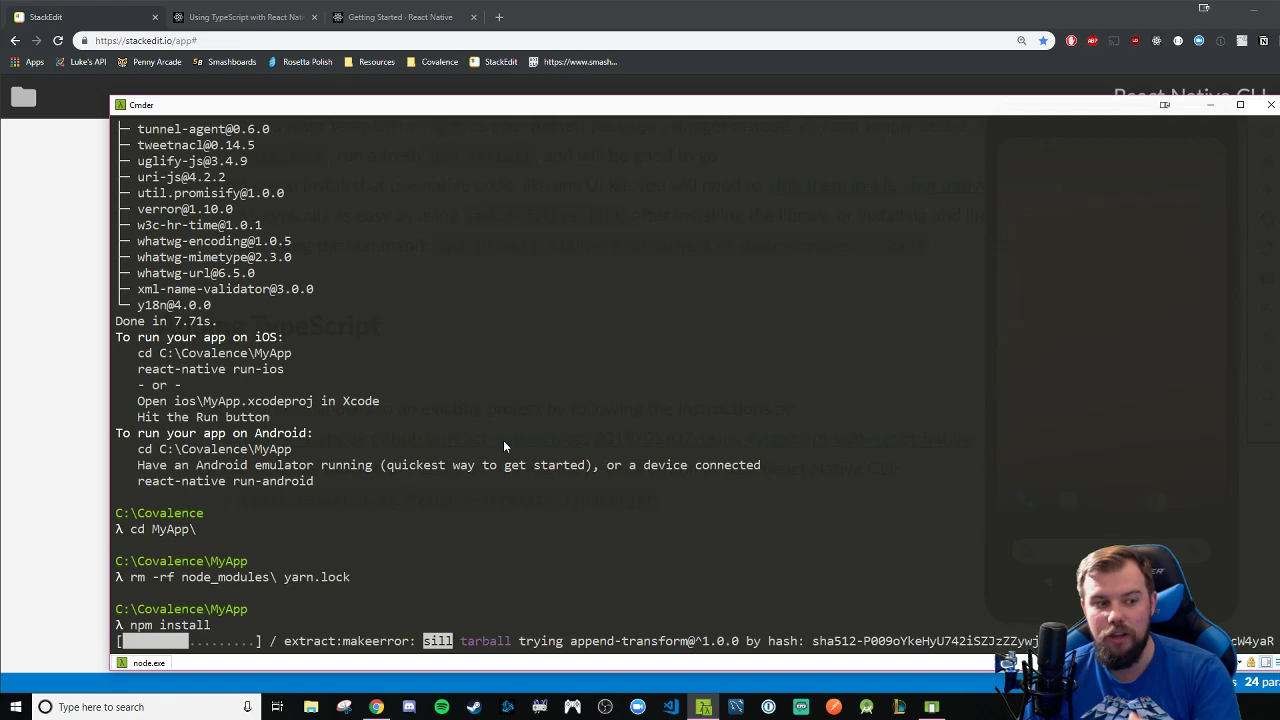 StackEdit
Using TypeScript with React Nati
Getting Started · React Native
https://stackedit.io/app#
Apps
Luke's API
Penny Arcade
Smashboards
Rosetta Polish
Resources
Covalence
StackEdit
https://www.smash...
React Native CLI
Cmder
├─ tunnel-agent@0.6.0
├─ tweetnacl@0.14.5
├─ uglify-js@3.4.9
├─ uri-js@4.2.2
├─ util.promisify@1.0.0
├─ verror@1.10.0
├─ w3c-hr-time@1.0.1
├─ whatwg-encoding@1.0.5
├─ whatwg-mimetype@2.3.0
├─ whatwg-url@6.5.0
├─ xml-name-validator@3.0.0
└─ y18n@4.0.0
Done in 7.71s.
TypeScript
To run your app on iOS:
cd C:\Covalence\MyApp
react-native run-ios
- or -
Open ios\MyApp.xcodeproj in Xcode
Hit the Run button
To run your app on Android:
cd C:\Covalence\MyApp
Have an Android emulator running (quickest way to get started), or a device connected
react-native run-android
C:\Covalence
λ cd MyApp\
C:\Covalence\MyApp
λ rm -rf node_modules\ yarn.lock
C:\Covalence\MyApp
λ npm install
[ .........] / extract:makeerror: sill tarball trying append-transform@^1.0.0 by hash: sha512-P009oYkeHyU742iSZJzZZywj
node.exe
24 para
Type here to search